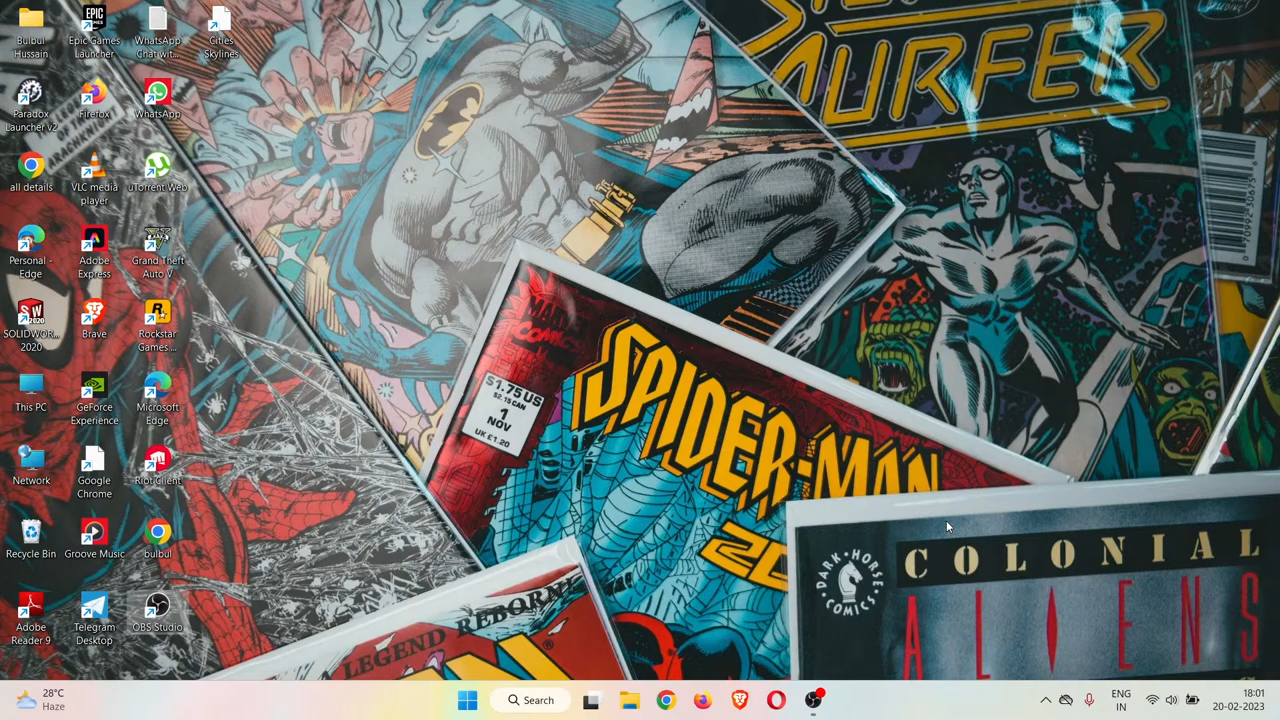 Bulbul
Hussain
Epic Games
Launcher
WhatsApp
Chat wit...
Cities
Skylines
Paradox
Launcher v2
Firefox
WhatsApp
all details
VLC media
player
uTorrent Web
Personal -
Edge
Adobe
Express
Grand Theft
Auto V
SOLIDWOR...
2020
Brave
Rockstar
Games ...
This PC
GeForce
Experience
Microsoft
Edge
Network
Google
Chrome
Riot Client
Recycle Bin
Groove Music
bulbul
Adobe
Reader 9
Telegram
Desktop
OBS Studio
SURFER
COMICS
$1.75 US
$2.15 CAN
1
NOV
UK £1.20
SPIDER-MAN
LEGEND REBORN!
DARK HORSE
COMICS
COLONIAL
ALIENS
28°C
Haze
Search
ENG
IN
18:01
20-02-2023